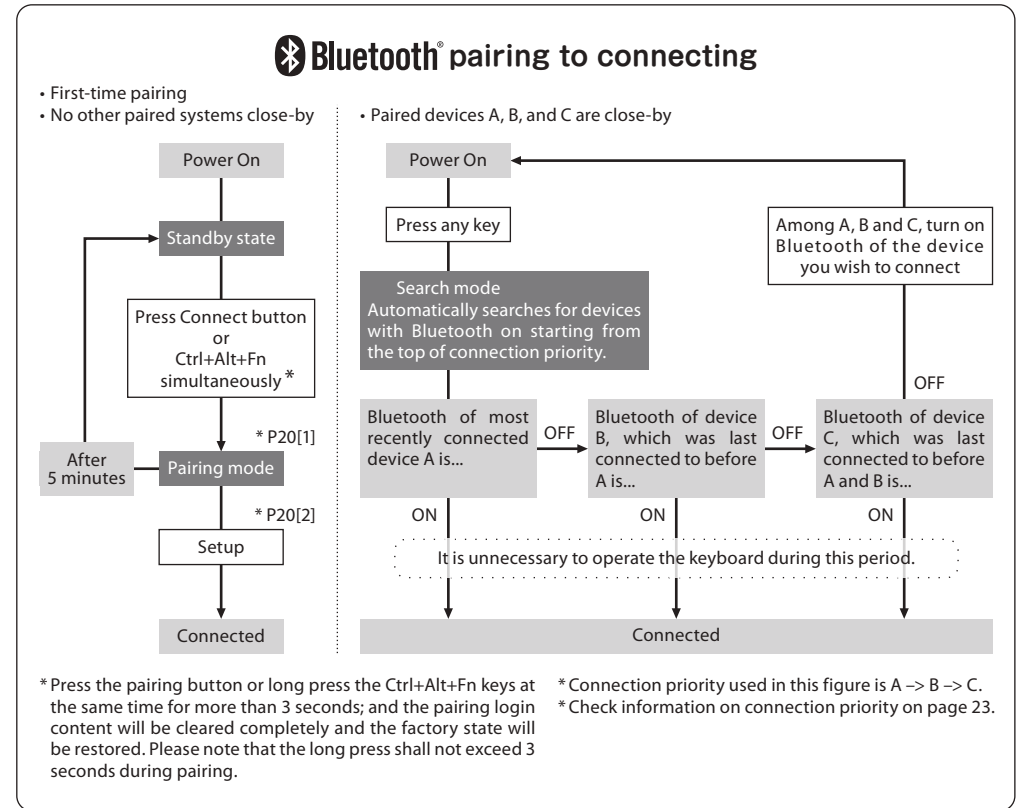 Bluetooth® pairing to connecting
• First-time pairing
• No other paired systems close-by
Power On
Standby state
Press Connect button
or
Ctrl+Alt+Fn
simultaneously *
* P20[1]
After
5 minutes
Pairing mode
* P20[2]
Setup
Connected
* Press the pairing button or long press the Ctrl+Alt+Fn keys at
the same time for more than 3 seconds; and the pairing login
content will be cleared completely and the factory state will
be restored. Please note that the long press shall not exceed 3
seconds during pairing.
• Paired devices A, B, and C are close-by
Power On
Press any key
Among A, B and C, turn on
Bluetooth of the device
you wish to connect
Search mode
Automatically searches for devices
with Bluetooth on starting from
the top of connection priority.
OFF
Bluetooth of most
recently connected
device A is...
OFF
Bluetooth of device
B, which was last
connected to before
A is...
OFF
Bluetooth of device
C, which was last
connected to before
A and B is...
ON
ON
ON
It is unnecessary to operate the keyboard during this period.
Connected
* Connection priority used in this figure is A –> B –> C.
* Check information on connection priority on page 23.